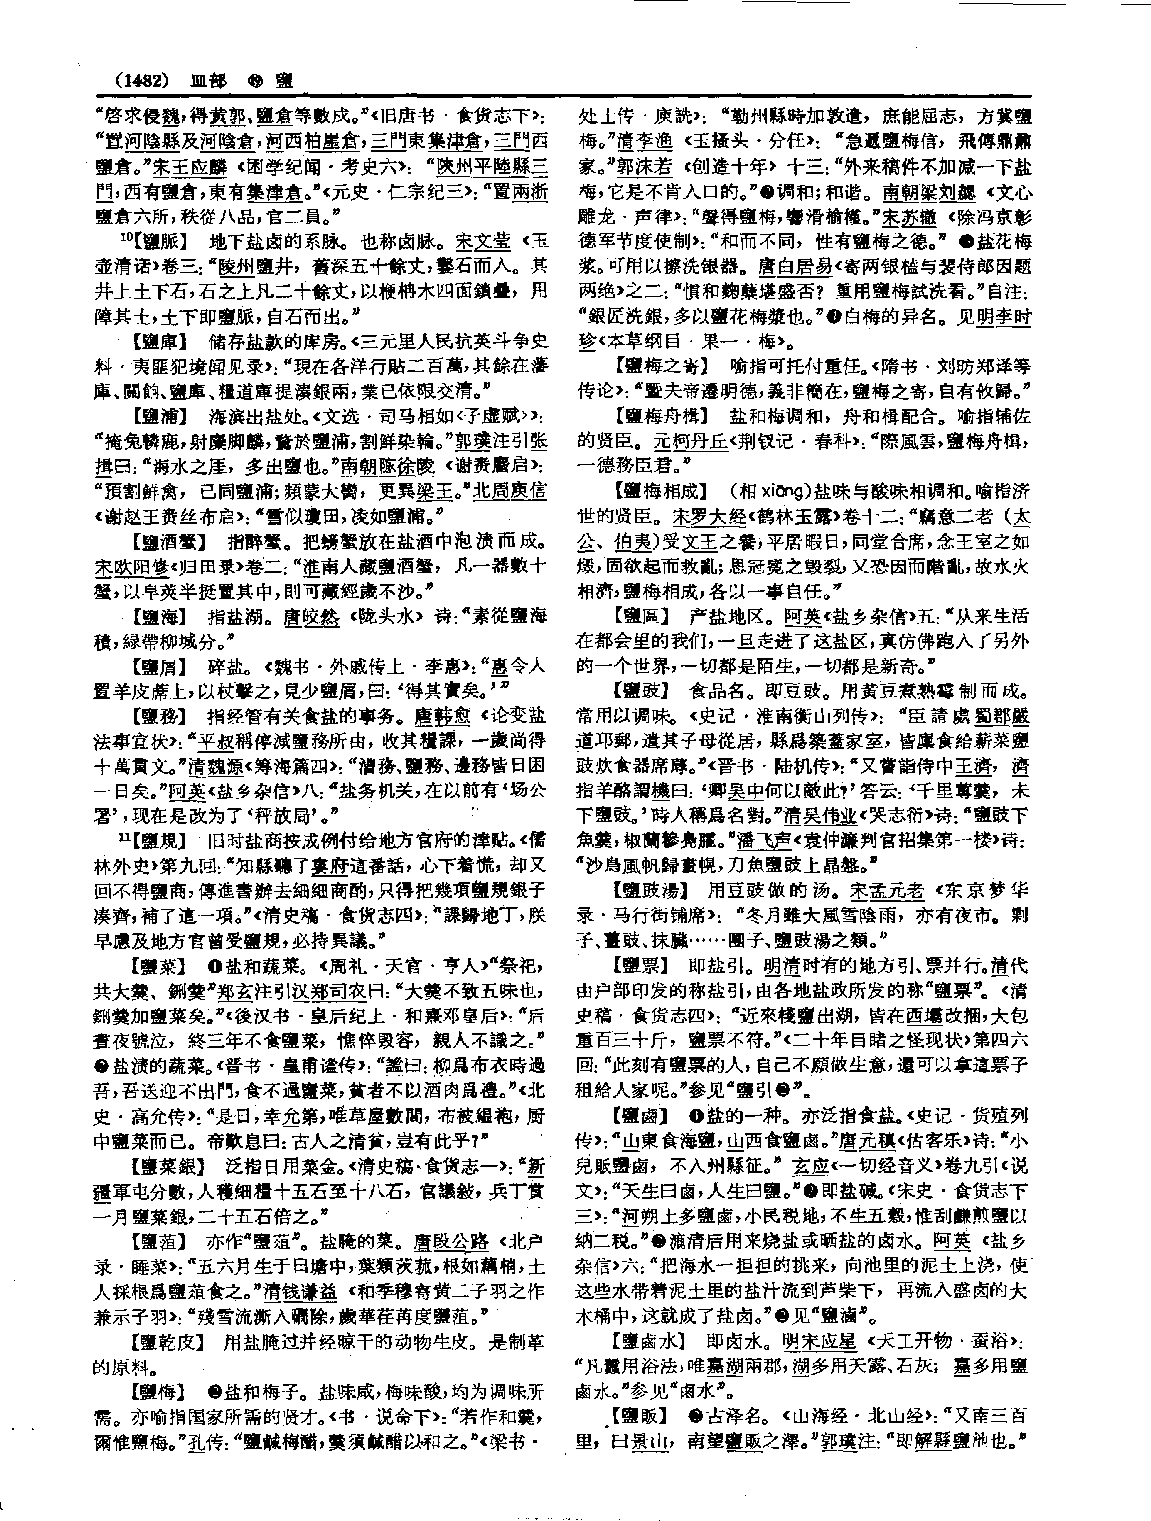 (1482) 皿部 ⑲ 鹽
“啓求侵魏，得黄郭、鹽倉等數戍。”《旧唐书·食货志下》：
“置河陰縣及河陰倉，河西柏崖倉，三門東集津倉，三門西
鹽倉。”宋王应麟《困学纪闻·考史六》：“陝州平陸縣三
門，西有鹽倉，東有集津倉。”《元史·仁宗纪三》：“置兩浙
鹽倉六所，秩從八品，官二員。”
10【鹽脈】 地下盐卤的系脉。也称卤脉。宋文莹《玉
壶清话》卷三：“陵州鹽井，舊深五十餘丈，鑿石而入。其
井上土下石，石之上凡二十餘丈，以楩楠木四面鎖疊，用
障其土，土下即鹽脈，自石而出。”
【鹽庫】 储存盐款的库房。《三元里人民抗英斗争史
料·夷匪犯境闻见录》：“現在各洋行貼二百萬，其餘在藩
庫、關餉、鹽庫、糧道庫提湊銀兩，業已依限交清。”
【鹽浦】 海滨出盐处。《文选·司马相如〈子虚赋〉》：
“掩兔轔鹿，射麋脚麟，騖於鹽浦，割鮮染輪。”郭璞注引张
揖曰：“海水之厓，多出鹽也。”南朝陈徐陵《谢赉麞启》：
“預割鮮禽，已同鹽浦；頻蒙大嚮，更異梁王。”北周庾信
《谢赵王赉丝布启》：“雪似瓊田，凌如鹽浦。”
【鹽酒蟹】 指醉蟹。把螃蟹放在盐酒中泡渍而成。
宋欧阳修《归田录》卷二：“淮南人藏鹽酒蟹，凡一器數十
蟹，以皁莢半挺置其中，則可藏經歲不沙。”
【鹽海】 指盐湖。唐皎然《陇头水》诗：“素從鹽海
積，緑帶柳城分。”
【鹽屑】 碎盐。《魏书·外戚传上·李惠》：“惠令人
置羊皮蓆上，以杖擊之，見少鹽屑，曰：‘得其實矣。’”
【鹽務】 指经管有关食盐的事务。唐韩愈《论变盐
法事宜状》：“平叔稱停減鹽務所由，收其糧課，一歲尚得
十萬貫文。”清魏源《筹海篇四》：“漕務、鹽務、邊務皆日困
一日矣。”阿英《盐乡杂信》八：“盐务机关，在以前有‘场公
署’，现在是改为了‘秤放局’。”
11【鹽規】 旧时盐商按成例付给地方官府的津贴。《儒
林外史》第九回：“知縣聽了婁府這番話，心下着慌，却又
回不得鹽商，傳進書辦去細細商酌，只得把幾項鹽規銀子
湊齊，補了這一項。”《清史稿·食货志四》：“課歸地丁，朕
早慮及地方官曾受鹽規，必持異議。”
【鹽菜】 ❶盐和蔬菜。《周礼·天官·亨人》“祭祀，
共大羹、鉶羹”郑玄注引汉郑司农曰：“大羹不致五味也，
鉶羹加鹽菜矣。”《後汉书·皇后纪上·和熹邓皇后》：“后
晝夜號泣，終三年不食鹽菜，憔悴毁容，親人不識之。”
❷盐渍的蔬菜。《晋书·皇甫谧传》：“謐曰：柳爲布衣時過
吾，吾送迎不出門，食不過鹽菜，貧者不以酒肉爲禮。”《北
史·高允传》：“是日，幸允第，唯草屋數間，布被緼袍，厨
中鹽菜而已。帝歎息曰：古人之清貧，豈有此乎？”
【鹽菜銀】 泛指日用菜金。《清史稿·食货志一》：“新
疆軍屯分數，人穫細糧十五石至十八石，官議敍，兵丁賞
一月鹽菜銀，二十五石倍之。”
【鹽菹】 亦作“鹽葅”。盐腌的菜。唐段公路《北户
录·睡菜》：“五六月生于田塘中，葉類茨菰，根如藕梢，土
人採根爲鹽菹食之。”清钱谦益《和季穆寄黄二子羽之作
兼示子羽》：“殘雪流澌入礀除，歲華荏苒度鹽菹。”
【鹽乾皮】 用盐腌过并经晾干的动物生皮。是制革
的原料。
【鹽梅】 ❶盐和梅子。盐味咸，梅味酸，均为调味所
需。亦喻指国家所需的贤才。《书·说命下》：“若作和羹，
爾惟鹽梅。”孔传：“鹽鹹梅醋，羹須鹹醋以和之。”《梁书·
处士传·庾诜》：“勒州縣時加敦遣，庶能屈志，方冀鹽
梅。”清李渔《玉搔头·分任》：“急遞鹽梅信，飛傳鼎鼐
家。”郭沫若《创造十年》十三：“外来稿件不加减一下盐
梅，它是不肯入口的。”❷调和；和谐。南朝梁刘勰《文心
雕龙·声律》：“聲得鹽梅，響滑榆槿。”宋苏辙《除冯京彰
德军节度使制》：“和而不同，性有鹽梅之德。”❸盐花梅
浆。可用以擦洗银器。唐白居易《寄两银榼与裴侍郎因题
两绝》之二：“慣和麴糵堪盛否？重用鹽梅試洗看。”自注：
“銀匠洗銀，多以鹽花梅漿也。”❹白梅的异名。见明李时
珍《本草纲目·果一·梅》。
【鹽梅之寄】 喻指可托付重任。《隋书·刘昉郑译等
传论》：“暨夫帝遷明德，義非簡在，鹽梅之寄，自有攸歸。”
【鹽梅舟楫】 盐和梅调和，舟和楫配合。喻指辅佐
的贤臣。元柯丹丘《荆钗记·春科》：“際風雲，鹽梅舟楫，
一德務臣君。”
【鹽梅相成】 （相 xiāng）盐味与酸味相调和。喻指济
世的贤臣。宋罗大经《鹤林玉露》卷十二：“竊意二老（太
公、伯夷）受文王之養，平居暇日，同堂合席，念王室之如
燬，固欲起而救亂；思冠冕之毁裂，又恐因而階亂，故水火
相濟，鹽梅相成，各以一事自任。”
【鹽區】 产盐地区。阿英《盐乡杂信》五：“从来生活
在都会里的我们，一旦走进了这盐区，真仿佛跑入了另外
的一个世界，一切都是陌生，一切都是新奇。”
【鹽豉】 食品名。即豆豉。用黄豆煮熟霉制而成。
常用以调味。《史记·淮南衡山列传》：“臣請處蜀郡嚴
道邛郵，遣其子母從居，縣爲築蓋家室，皆廩食給薪菜鹽
豉炊食器席蓐。”《晋书·陆机传》：“又嘗詣侍中王濟，濟
指羊酪謂機曰：‘卿吴中何以敵此？’答云：‘千里蓴羹，未
下鹽豉。’時人稱爲名對。”清吴伟业《哭志衍》诗：“鹽豉下
魚羹，椒蘭糝鳧臛。”潘飞声《袁仲濂判官招集第一楼》诗：
“沙鳥風帆歸畫幌，刀魚鹽豉上晶盤。”
【鹽豉湯】 用豆豉做的汤。宋孟元老《东京梦华
录·马行街铺席》：“冬月雖大風雪陰雨，亦有夜市。𠞰
子、薑豉、抹臟……團子、鹽豉湯之類。”
【鹽票】 即盐引。明清时有的地方引、票并行。清代
由户部印发的称盐引，由各地盐政所发的称“鹽票”。《清
史稿·食货志四》：“近來棧鹽出湖，皆在西壩改捆，大包
重百三十斤，鹽票不符。”《二十年目睹之怪现状》第四六
回：“此刻有鹽票的人，自己不願做生意，還可以拿這票子
租給人家呢。”参见“鹽引❷”。
【鹽鹵】 ❶盐的一种。亦泛指食盐。《史记·货殖列
传》：“山東食海鹽，山西食鹽鹵。”唐元稹《估客乐》诗：“小
兒販鹽鹵，不入州縣征。”玄应《一切经音义》卷九引《说
文》：“天生曰鹵，人生曰鹽。”❷即盐碱。《宋史·食货志下
三》：“河朔土多鹽鹵，小民税地，不生五穀，惟刮鹻煎鹽以
納二税。”❸澄清后用来烧盐或晒盐的卤水。阿英《盐乡
杂信》六：“把海水一担担的挑来，向池里的泥土上浇，使
这些水带着泥土里的盐汁流到芦柴下，再流入盛卤的大
木桶中，这就成了盐卤。”❹见“鹽滷”。
【鹽鹵水】 即卤水。明宋应星《天工开物·蚕浴》：
“凡蠶用浴法，唯嘉湖兩郡，湖多用天露、石灰；嘉多用鹽
鹵水。”参见“鹵水”。
【鹽販】 ❶古泽名。《山海经·北山经》：“又南三百
里，曰景山，南望鹽販之澤。”郭璞注：“即解縣鹽池也。”